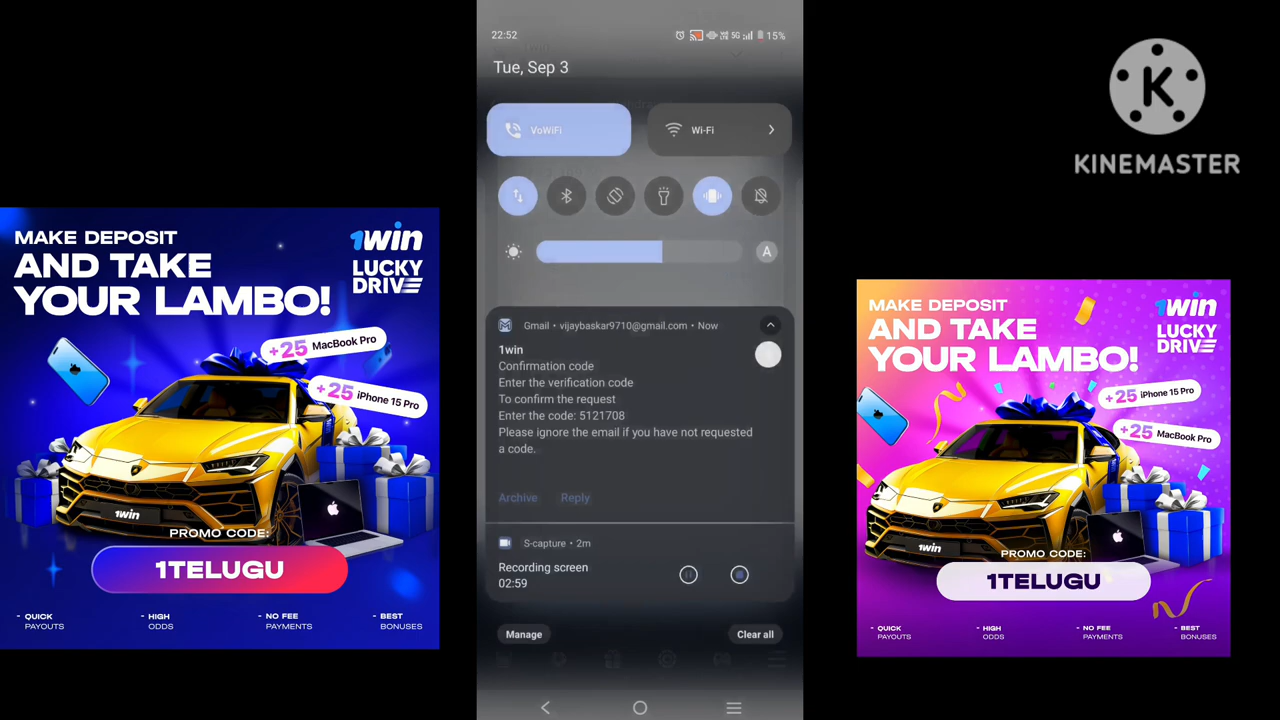 MAKE DEPOSIT
AND TAKE
YOUR LAMBO!
1win
LUCKY
DRIVE
+25 MacBook Pro
+25 iPhone 15 Pro
1win
PROMO CODE:
1TELUGU
- QUICK PAYOUTS
- HIGH ODDS
- NO FEE PAYMENTS
- BEST BONUSES
22:52
5G
15%
Tue, Sep 3
VoWiFi
Wi-Fi
A
Gmail • vijaybaskar9710@gmail.com • Now
1win
Confirmation code
Enter the verification code
To confirm the request
Enter the code: 5121708
Please ignore the email if you have not requested
a code.
Archive Reply
S-capture • 2m
Recording screen
02:59
Manage
Clear all
K
KINEMASTER
MAKE DEPOSIT
AND TAKE
YOUR LAMBO!
1win
LUCKY
DRIVE
+25 iPhone 15 Pro
+25 MacBook Pro
1win
PROMO CODE:
1TELUGU
- QUICK PAYOUTS
- HIGH ODDS
- NO FEE PAYMENTS
- BEST BONUSES